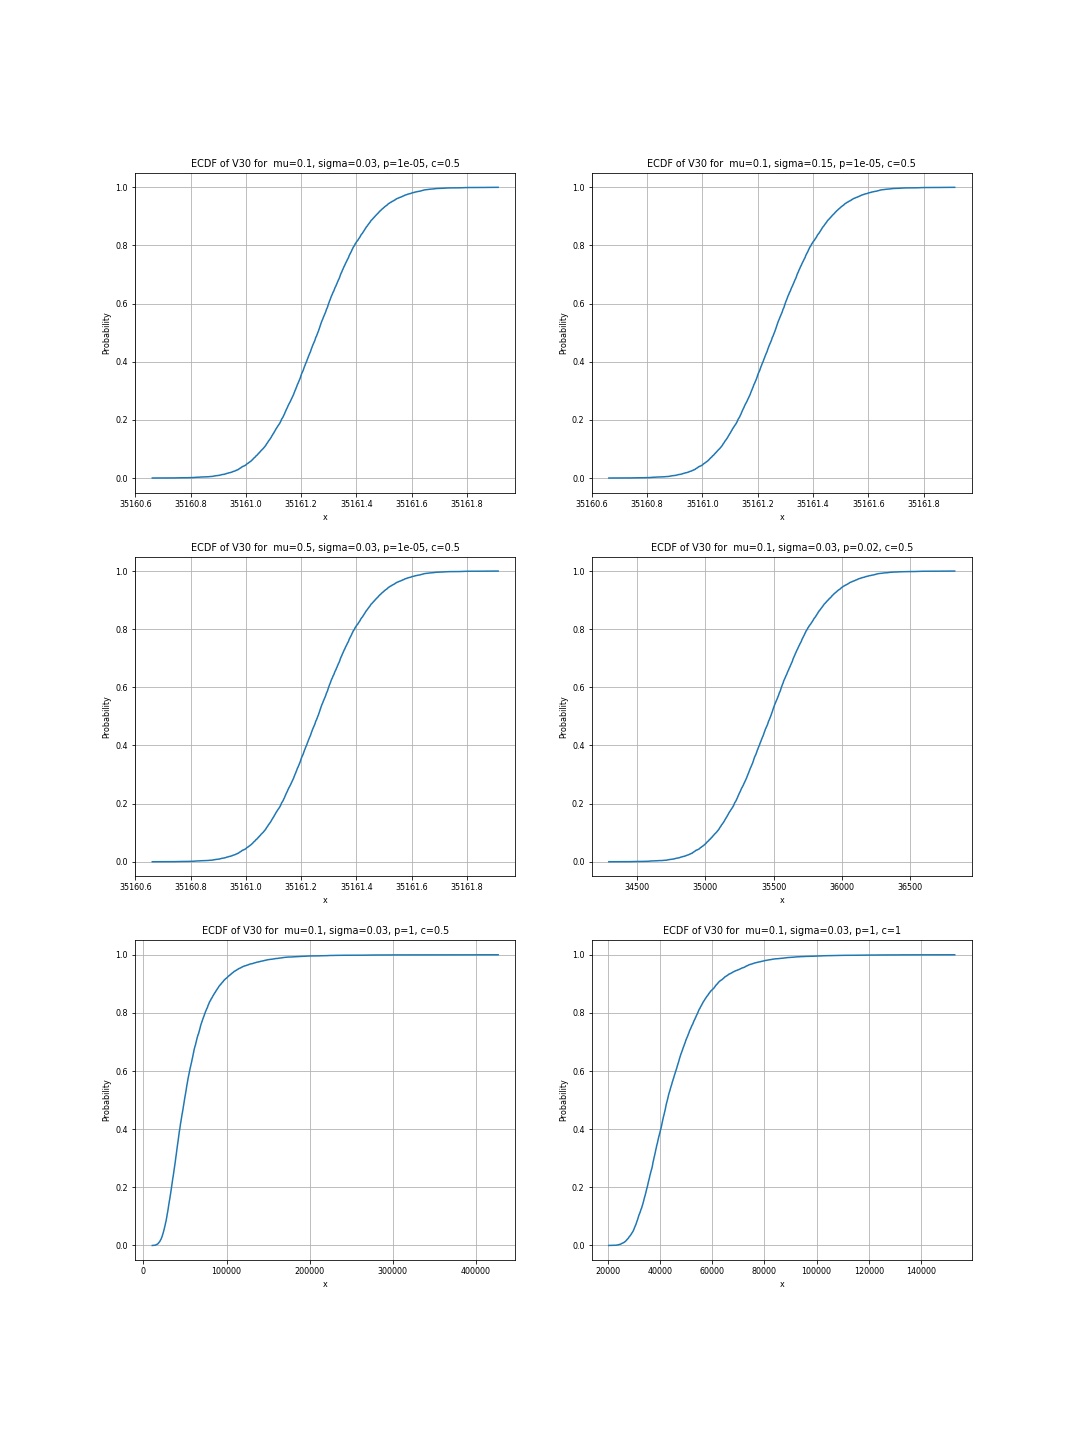 ECDF of V30 for  mu=0.1, sigma=0.03, p=1e-05, c=0.5
1.0
0.8
0.6
0.4
0.2
0.0
Probability
35160.6 35160.8 35161.0 35161.2 35161.4 35161.6 35161.8
x
ECDF of V30 for  mu=0.1, sigma=0.15, p=1e-05, c=0.5
1.0
0.8
0.6
0.4
0.2
0.0
Probability
35160.6 35160.8 35161.0 35161.2 35161.4 35161.6 35161.8
x
ECDF of V30 for  mu=0.5, sigma=0.03, p=1e-05, c=0.5
1.0
0.8
0.6
0.4
0.2
0.0
Probability
35160.6 35160.8 35161.0 35161.2 35161.4 35161.6 35161.8
x
ECDF of V30 for  mu=0.1, sigma=0.03, p=0.02, c=0.5
1.0
0.8
0.6
0.4
0.2
0.0
Probability
34500 35000 35500 36000 36500
x
ECDF of V30 for  mu=0.1, sigma=0.03, p=1, c=0.5
1.0
0.8
0.6
0.4
0.2
0.0
Probability
0 100000 200000 300000 400000
x
ECDF of V30 for  mu=0.1, sigma=0.03, p=1, c=1
1.0
0.8
0.6
0.4
0.2
0.0
Probability
20000 40000 60000 80000 100000 120000 140000
x